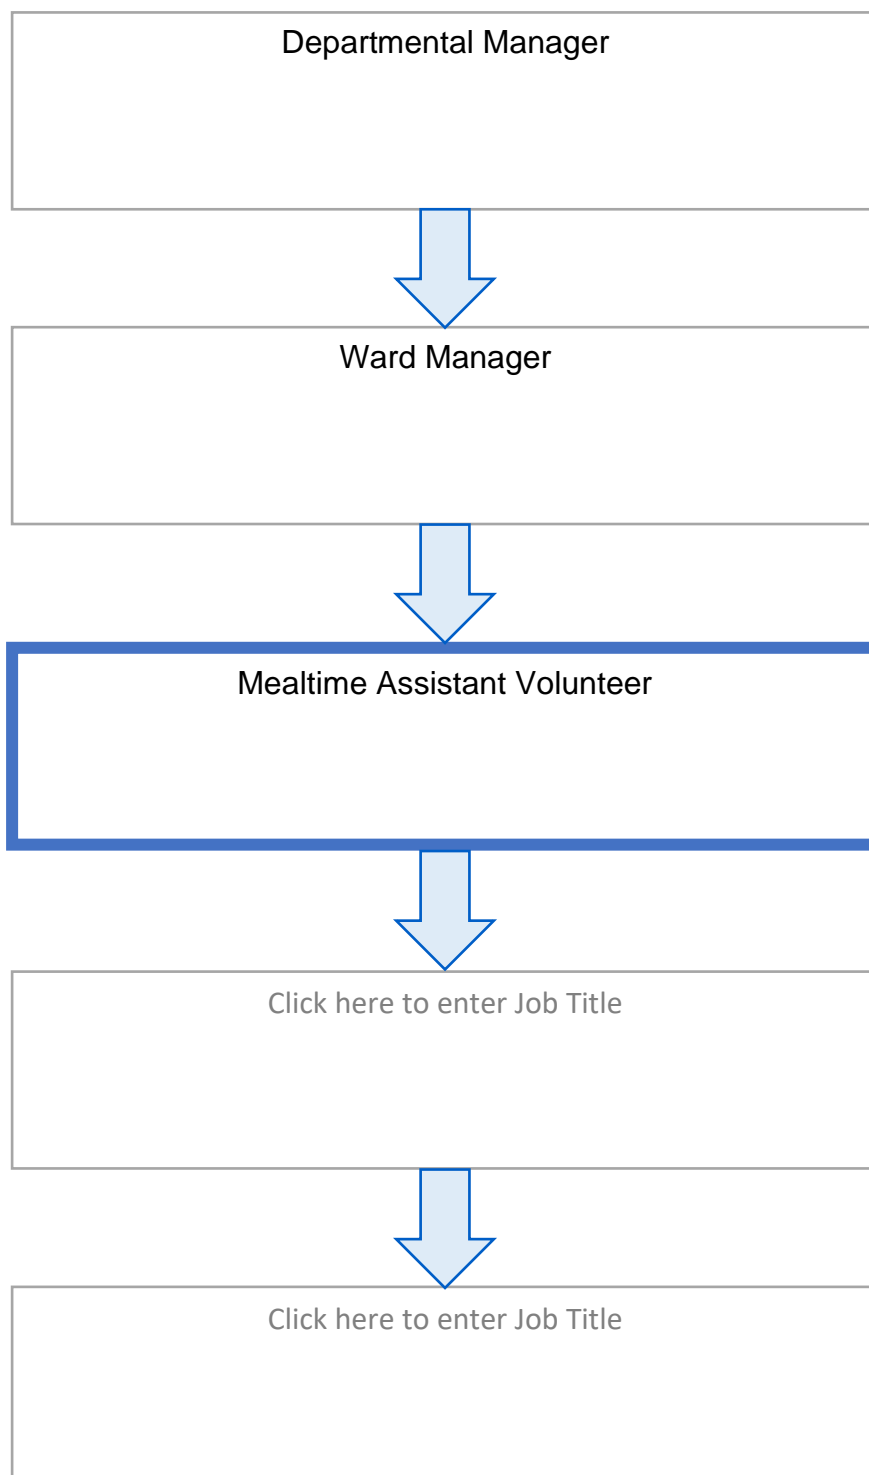 Departmental Manager
Ward Manager
Mealtime Assistant Volunteer
Click here to enter Job Title
Click here to enter Job Title